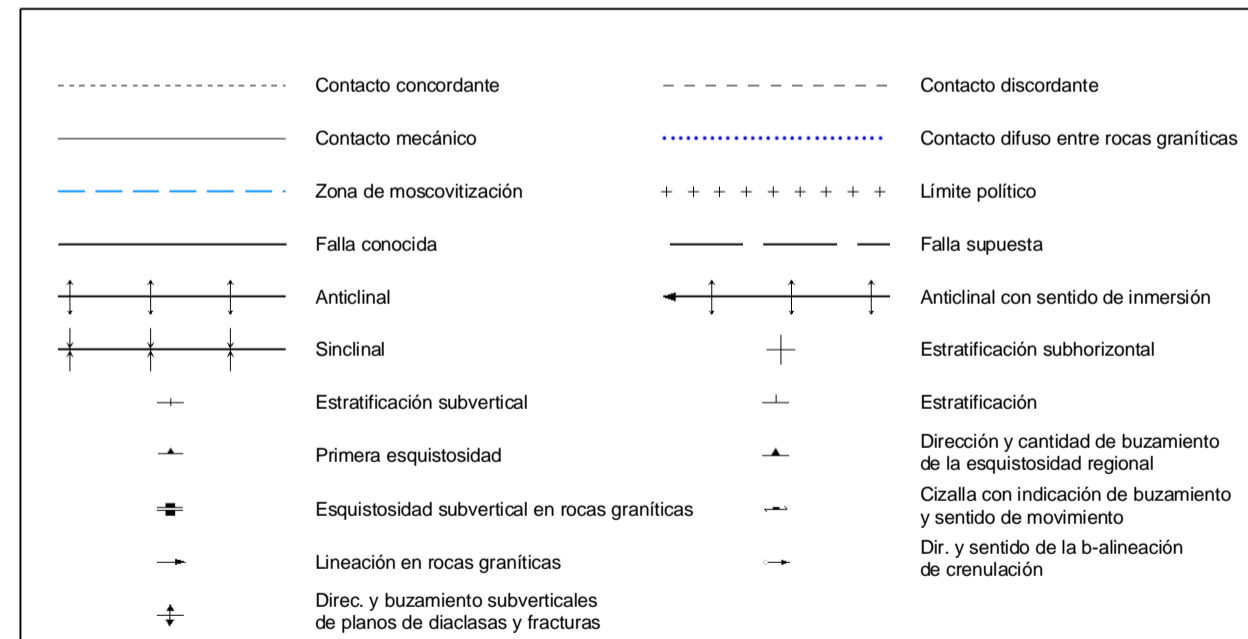 Contacto concordante
Contacto discordante
Contacto mecánico
Contacto difuso entre rocas graníticas
Zona de moscovitización
Límite político
Falla conocida
Falla supuesta
Anticlinal
Anticlinal con sentido de inmersión
Sinclinal
Estratificación subhorizontal
Estratificación subvertical
Estratificación
Primera esquistosidad
Dirección y cantidad de buzamiento
de la esquistosidad regional
Esquistosidad subvertical en rocas graníticas
Cizalla con indicación de buzamiento
y sentido de movimiento
Lineación en rocas graníticas
Dir. y sentido de la b-alineación
de crenulación
Direc. y buzamiento subverticales
de planos de diaclasas y fracturas